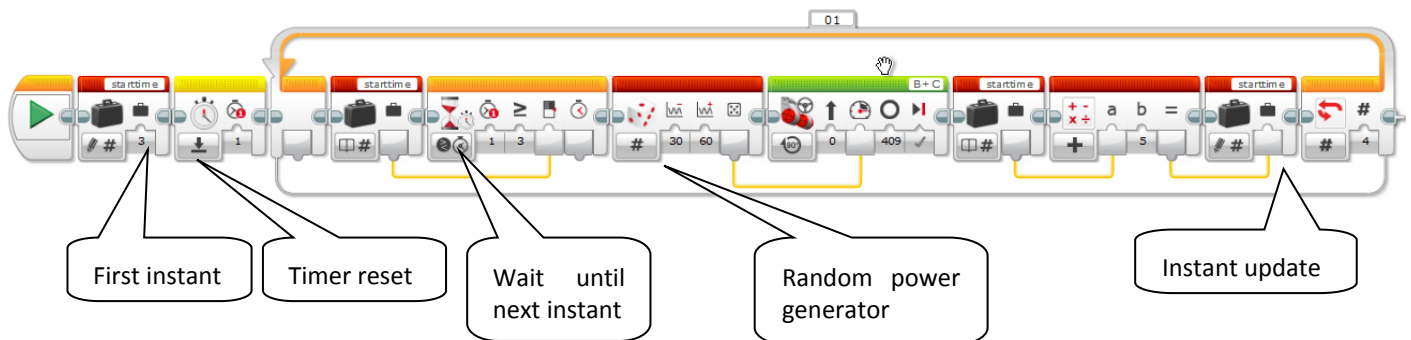 01
starttime
starttime
B + C
starttime
starttime
a b =
#
3
#
1
#
1 3
#
30 60
0 409
#
5
#
#
4
First instant
Timer reset
Wait until
next instant
Random power
generator
Instant update